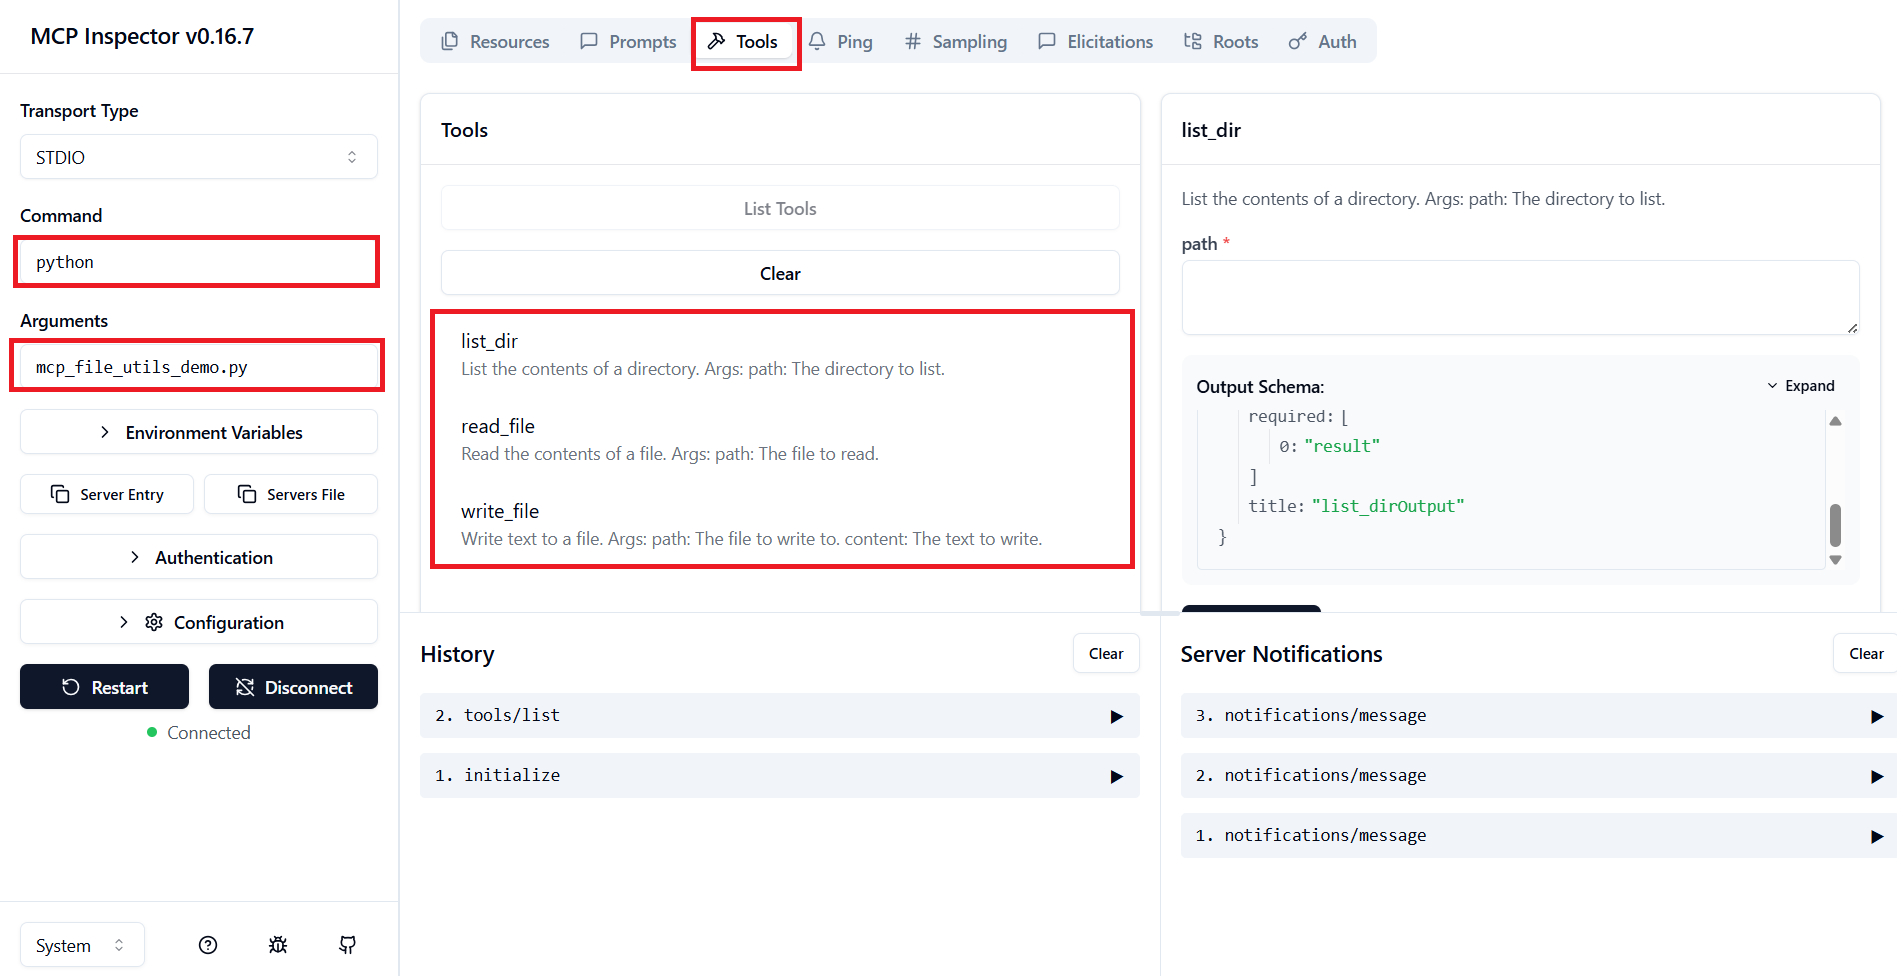 MCP Inspector v0.16.7
Transport Type
STDIO
Command
python
Arguments
mcp_file_utils_demo.py
Environment Variables
Server Entry
Servers File
Authentication
Configuration
Restart
Disconnect
Connected
System
Resources
Prompts
Tools
Ping
Sampling
Elicitations
Roots
Auth
Tools
List Tools
Clear
list_dir
List the contents of a directory. Args: path: The directory to list.
read_file
Read the contents of a file. Args: path: The file to read.
write_file
Write text to a file. Args: path: The file to write to. content: The text to write.
list_dir
List the contents of a directory. Args: path: The directory to list.
path *
Output Schema:
Expand
required: [
0: "result"
]
title: "list_dirOutput"
}
History
Clear
2. tools/list
1. initialize
Server Notifications
Clear
3. notifications/message
2. notifications/message
1. notifications/message